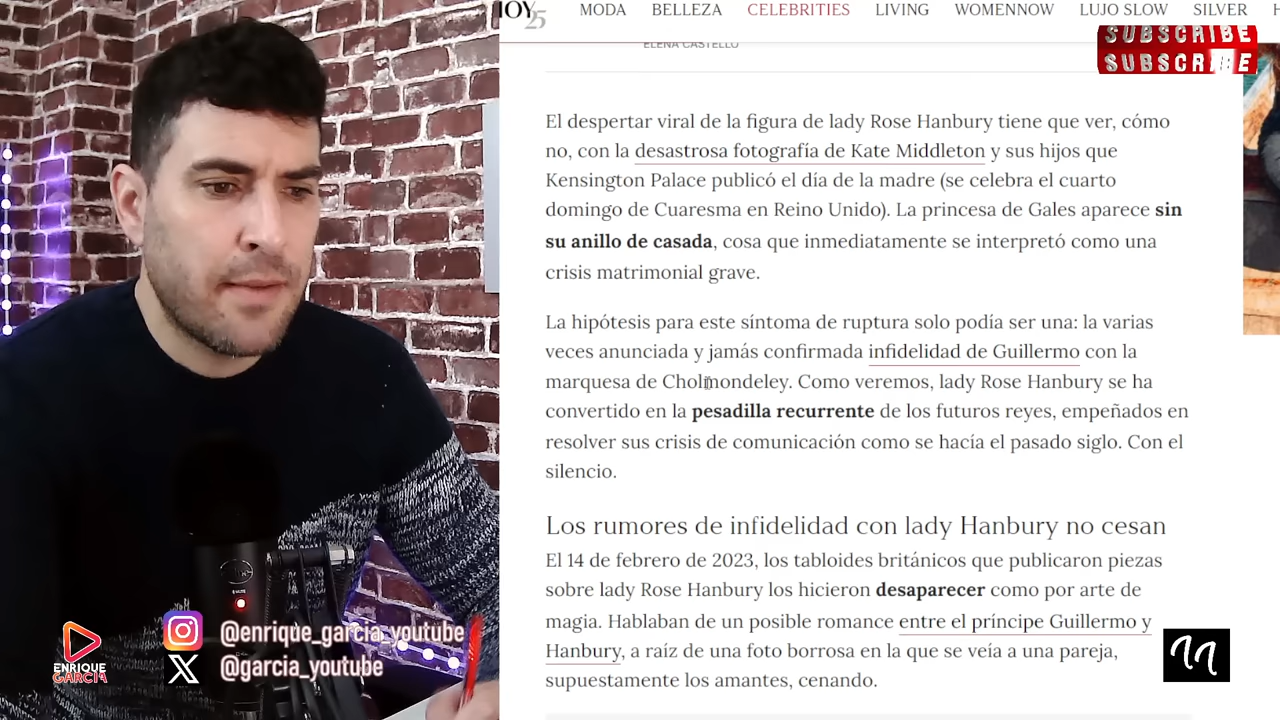 HOY
25
MODA BELLEZA CELEBRITIES LIVING WOMENNOW LUJO SLOW SILVER
SUBSCRIBE
SUBSCRIBE
ELENA CASTELLÓ
El despertar viral de la figura de lady Rose Hanbury tiene que ver, cómo
no, con la desastrosa fotografía de Kate Middleton y sus hijos que
Kensington Palace publicó el día de la madre (se celebra el cuarto
domingo de Cuaresma en Reino Unido). La princesa de Gales aparece sin
su anillo de casada, cosa que inmediatamente se interpretó como una
crisis matrimonial grave.
La hipótesis para este síntoma de ruptura solo podía ser una: la varias
veces anunciada y jamás confirmada infidelidad de Guillermo con la
marquesa de Cholmondeley. Como veremos, lady Rose Hanbury se ha
convertido en la pesadilla recurrente de los futuros reyes, empeñados en
resolver sus crisis de comunicación como se hacía el pasado siglo. Con el
silencio.
Los rumores de infidelidad con lady Hanbury no cesan
El 14 de febrero de 2023, los tabloides británicos que publicaron piezas
sobre lady Rose Hanbury los hicieron desaparecer como por arte de
magia. Hablaban de un posible romance entre el príncipe Guillermo y
Hanbury, a raíz de una foto borrosa en la que se veía a una pareja,
supuestamente los amantes, cenando.
ENRIQUE
GARCÍA
@enrique_garcia_youtube
@garcia_youtube